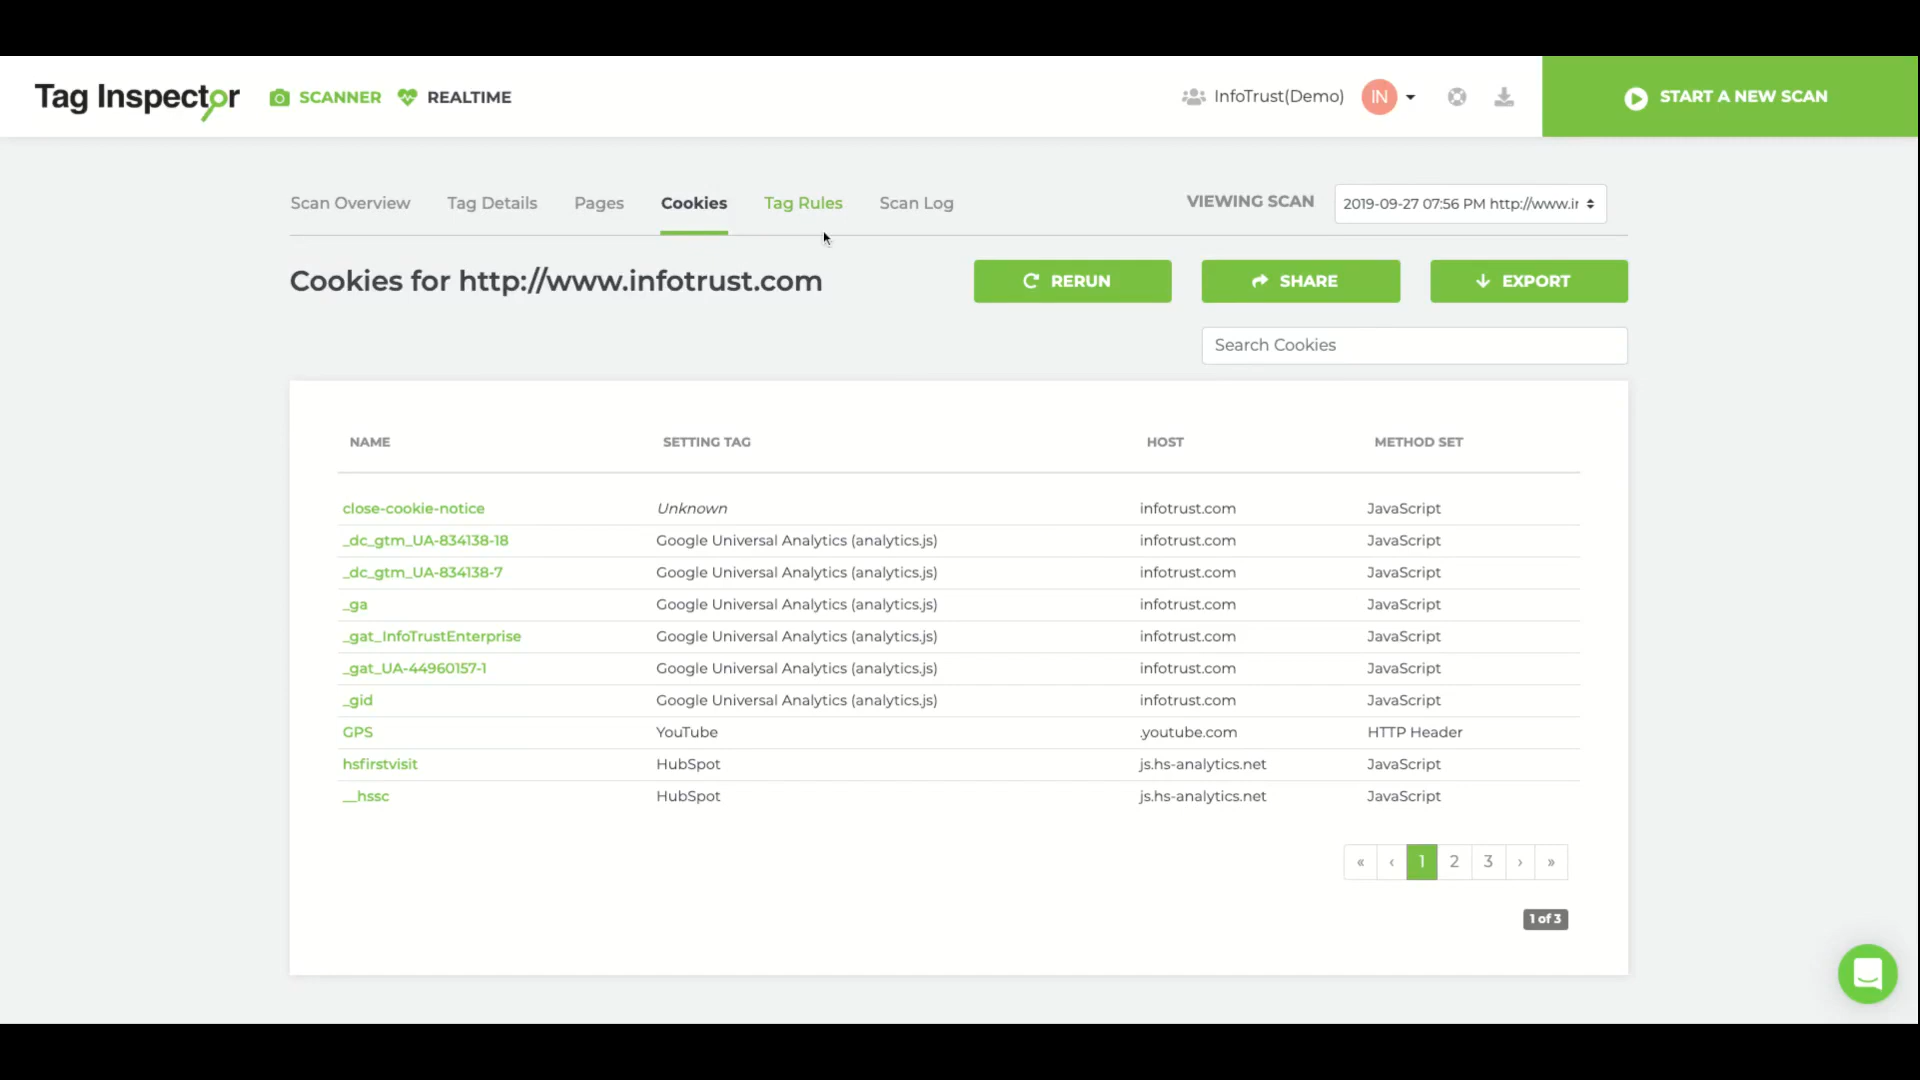 Tag Inspector SCANNER REALTIME InfoTrust(Demo) IN START A NEW SCAN
Scan Overview Tag Details Pages Cookies Tag Rules Scan Log VIEWING SCAN 2019-09-27 07:56 PM http://www.ir
Cookies for http://www.infotrust.com RERUN SHARE EXPORT
Search Cookies
NAME SETTING TAG HOST METHOD SET
close-cookie-notice Unknown infotrust.com JavaScript
_dc_gtm_UA-834138-18 Google Universal Analytics (analytics.js) infotrust.com JavaScript
_dc_gtm_UA-834138-7 Google Universal Analytics (analytics.js) infotrust.com JavaScript
_ga Google Universal Analytics (analytics.js) infotrust.com JavaScript
_gat_InfoTrustEnterprise Google Universal Analytics (analytics.js) infotrust.com JavaScript
_gat_UA-44960157-1 Google Universal Analytics (analytics.js) infotrust.com JavaScript
_gid Google Universal Analytics (analytics.js) infotrust.com JavaScript
GPS YouTube .youtube.com HTTP Header
hsfirstvisit HubSpot js.hs-analytics.net JavaScript
__hssc HubSpot js.hs-analytics.net JavaScript
« ‹ 1 2 3 › »
1 of 3